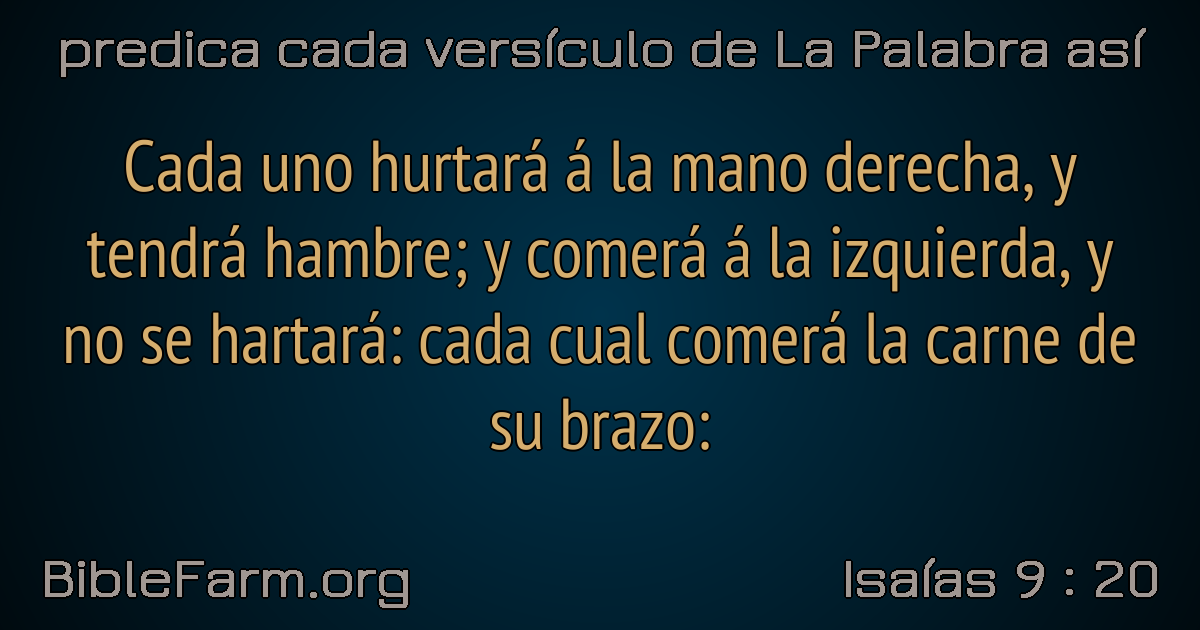 predica cada versículo de La Palabra así
Cada uno hurtará á la mano derecha, y
tendrá hambre; y comerá á la izquierda, y
no se hartará: cada cual comerá la carne de
su brazo:
BibleFarm.org
Isaías 9 : 20